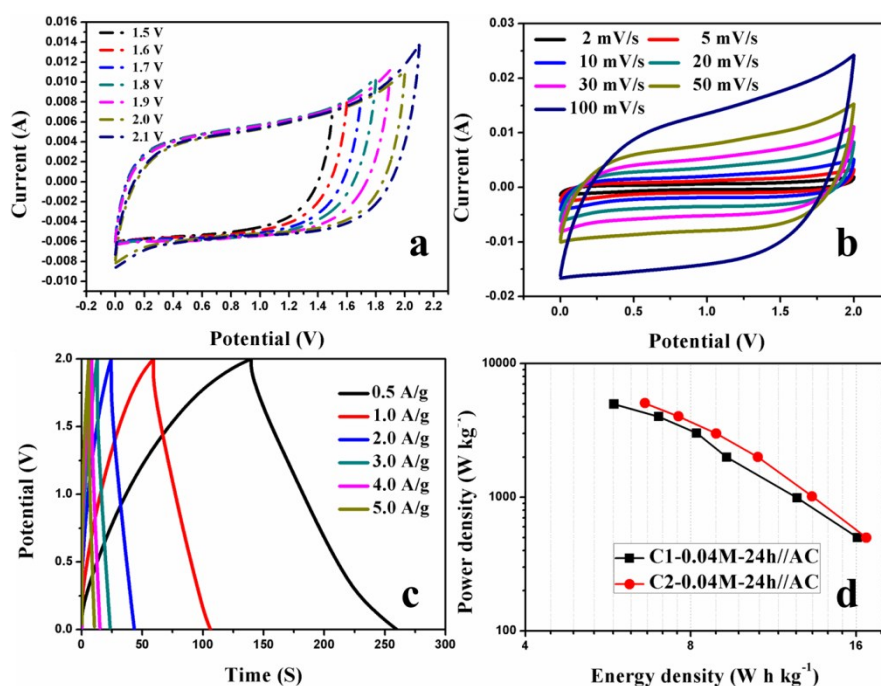 0.016
0.014
0.012
0.010
0.008
0.006
0.004
0.002
0.000
-0.002
-0.004
-0.006
-0.008
-0.010
Current (A)
1.5 V
1.6 V
1.7 V
1.8 V
1.9 V
2.0 V
2.1 V
a
-0.2 0.0 0.2 0.4 0.6 0.8 1.0 1.2 1.4 1.6 1.8 2.0 2.2
Potential (V)
0.03
0.02
0.01
0.00
-0.01
-0.02
Current (A)
2 mV/s 5 mV/s
10 mV/s 20 mV/s
30 mV/s 50 mV/s
100 mV/s
b
0.0 0.5 1.0 1.5 2.0
Potential (V)
2.0
1.5
1.0
0.5
0.0
Potential (V)
0.5 A/g
1.0 A/g
2.0 A/g
3.0 A/g
4.0 A/g
5.0 A/g
c
0 50 100 150 200 250 300
Time (S)
10000
1000
100
Power density (W kg⁻¹)
C1-0.04M-24h//AC
C2-0.04M-24h//AC
d
4 8 16
Energy density (W h kg⁻¹)